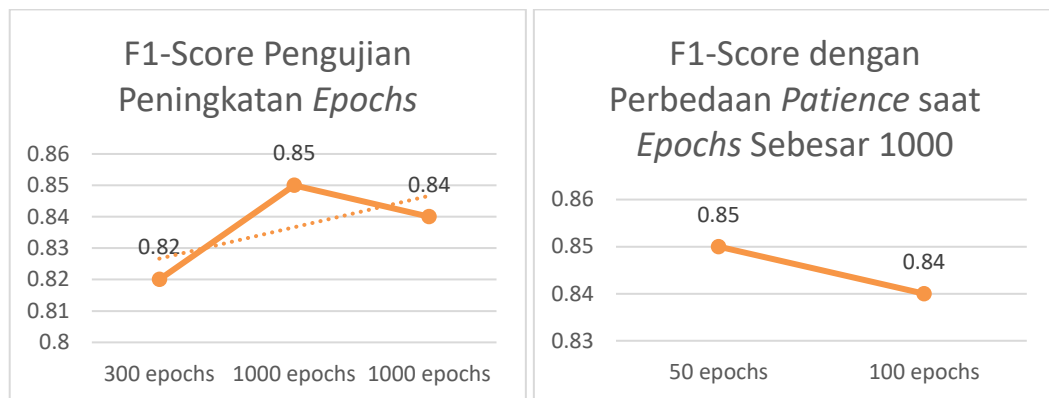 F1-Score Pengujian
Peningkatan Epochs
0.86
0.85
0.84
0.83
0.82
0.81
0.8
0.82
0.85
0.84
300 epochs
1000 epochs
1000 epochs
F1-Score dengan
Perbedaan Patience saat
Epochs Sebesar 1000
0.86
0.85
0.84
0.83
0.85
0.84
50 epochs
100 epochs